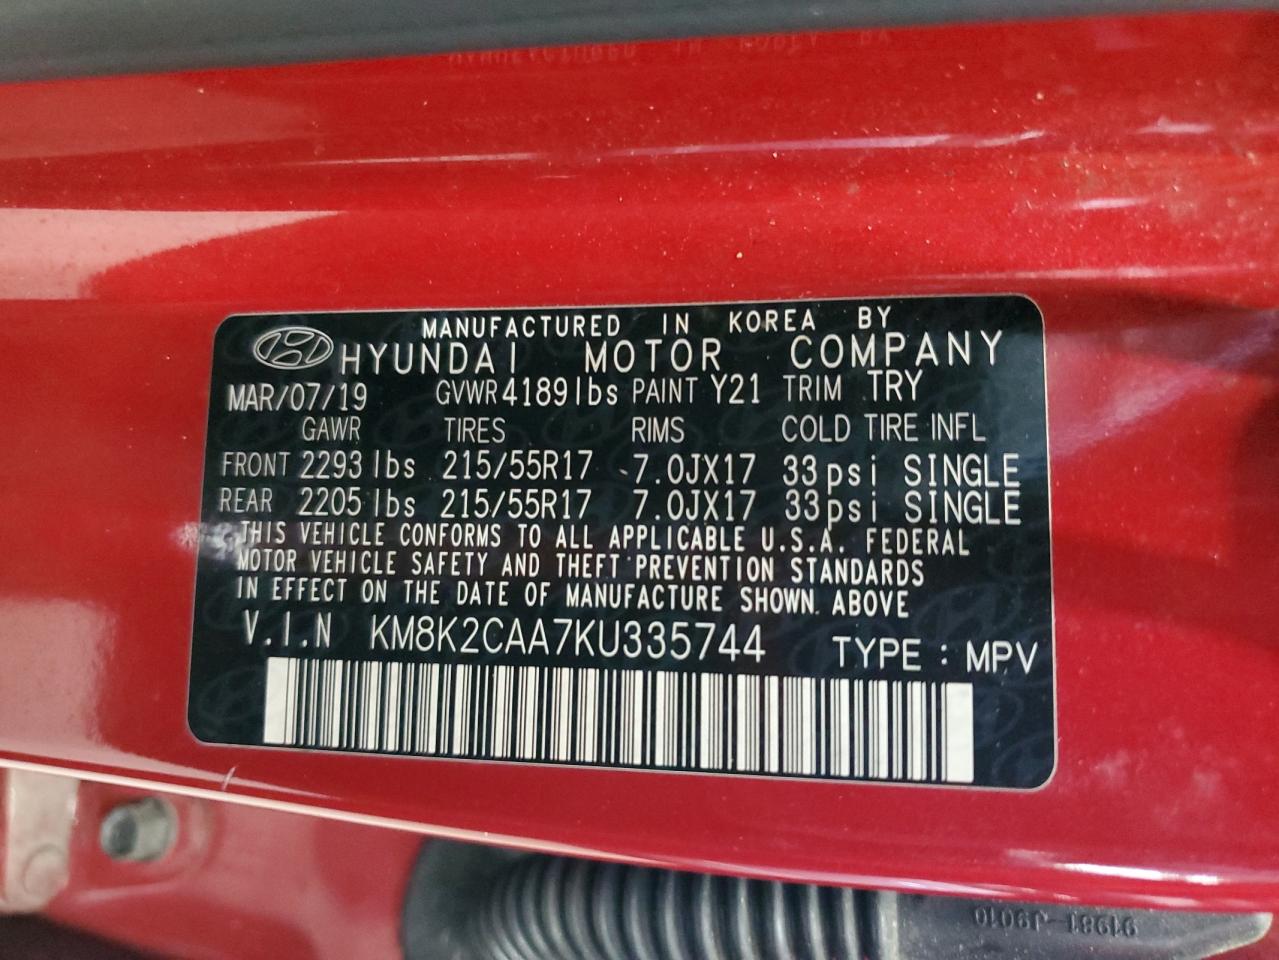 MANUFACTURED IN KOREA BY
HYUNDAI MOTOR COMPANY
MAR/07/19 GVWR 4189lbs PAINT Y21 TRIM TRY
GAWR TIRES RIMS COLD TIRE INFL
FRONT 2293 lbs 215/55R17 7.0JX17 33psi SINGLE
REAR 2205 lbs 215/55R17 7.0JX17 33psi SINGLE
THIS VEHICLE CONFORMS TO ALL APPLICABLE U.S.A. FEDERAL
MOTOR VEHICLE SAFETY AND THEFT PREVENTION STANDARDS
IN EFFECT ON THE DATE OF MANUFACTURE SHOWN ABOVE
V.I.N KM8K2CAA7KU335744 TYPE : MPV
91981-J9010